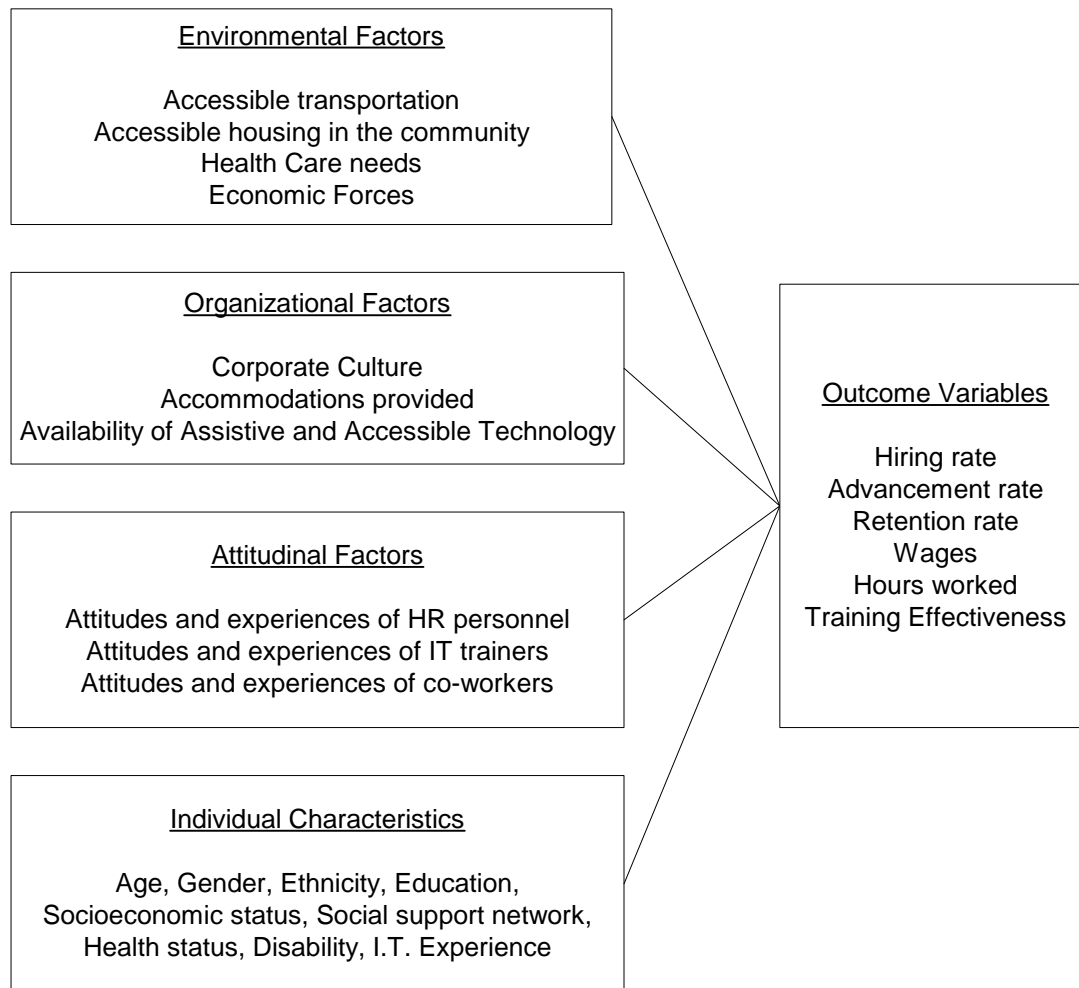 Environmental Factors
Accessible transportation
Accessible housing in the community
Health Care needs
Economic Forces
Organizational Factors
Corporate Culture
Accommodations provided
Availability of Assistive and Accessible Technology
Attitudinal Factors
Attitudes and experiences of HR personnel
Attitudes and experiences of IT trainers
Attitudes and experiences of co-workers
Individual Characteristics
Age, Gender, Ethnicity, Education,
Socioeconomic status, Social support network,
Health status, Disability, I.T. Experience
Outcome Variables
Hiring rate
Advancement rate
Retention rate
Wages
Hours worked
Training Effectiveness